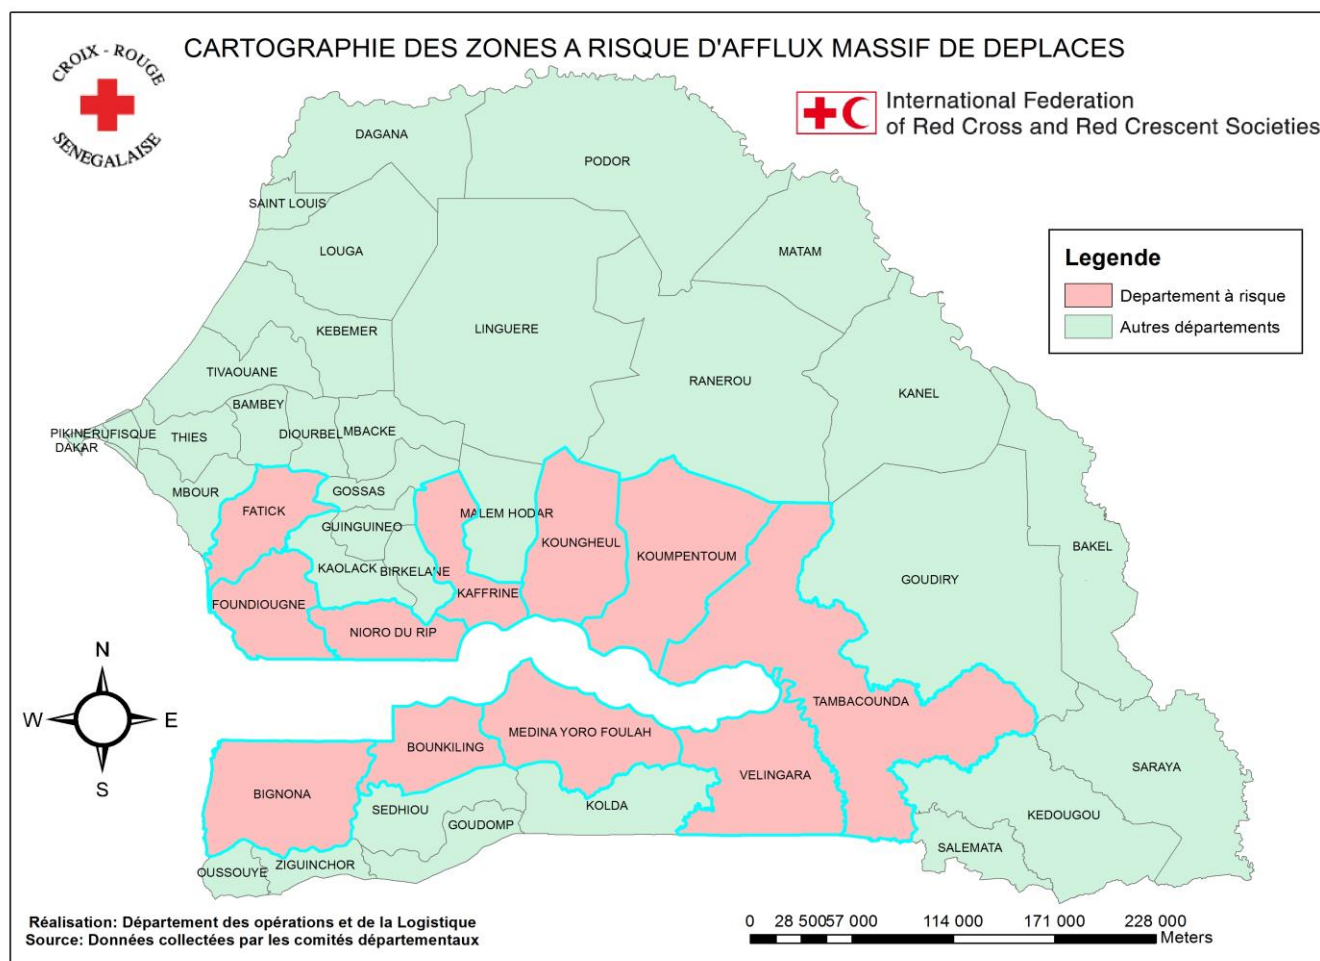 CARTOGRAPHIE DES ZONES A RISQUE D'AFFLUX MASSIF DE DEPLACES
CROIX - ROUGE
SENEGALAISE
International Federation
of Red Cross and Red Crescent Societies
DAGANA
PODOR
SAINT LOUIS
LOUGA
MATAM
Legende
Departement à risque
Autres départements
KEBEMER
LINGUERE
TIVAOUANE
RANEROU
KANEL
BAMBEY
PIKINE
RUFISQUE
DAKAR
THIES
DIOURBEL
MBACKE
MBOUR
GOSSAS
FATICK
MALEM HODAR
GUINGUINEO
KOUNGHEUL
KOUMPENTOUM
BAKEL
KAOLACK
BIRKELANE
GOUDIRY
KAFFRINE
FOUNDIOUGNE
NIORO DU RIP
N
W
E
S
TAMBACOUNDA
MEDINA YORO FOULAH
BOUNKILING
SARAYA
VELINGARA
BIGNONA
SEDHIOU
KOLDA
KEDOUGOU
GOUDOMP
SALEMATA
ZIGUINCHOR
OUSSOUYE
Réalisation: Département des opérations et de la Logistique
Source: Données collectées par les comités départementaux
0 28 500 57 000 114 000 171 000 228 000
Meters